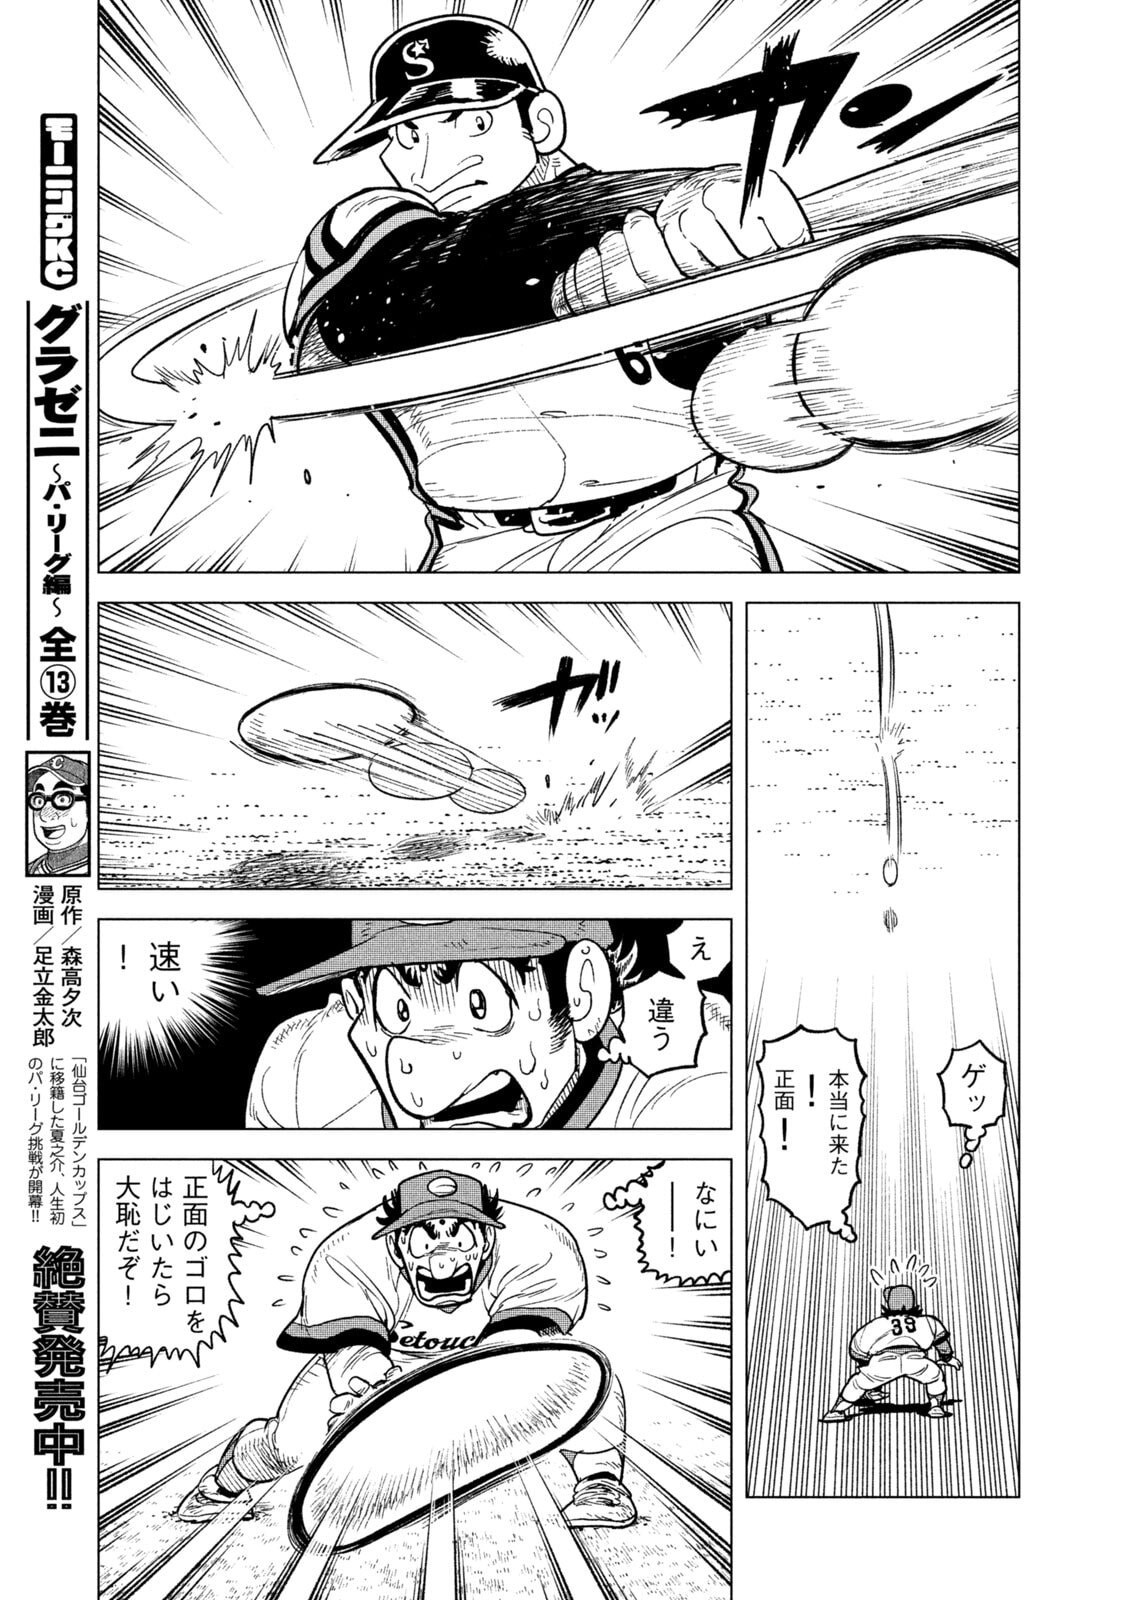 S
ガン
6
ゲッ
本当に来た
!
正面!
39
ガッ
え
違う
速い
!
なにい
──!
正面のゴロを
はじいたら
大恥だぞ!
etouc
モーニングKC
グラゼニ
～パ・リーグ編～
全⑬巻
C
原作/森高夕次
漫画/足立金太郎
「仙台ゴールデンカップス」
に移籍した夏之介、人生初
のパ・リーグ挑戦が開幕!!
絶賛発売中!!